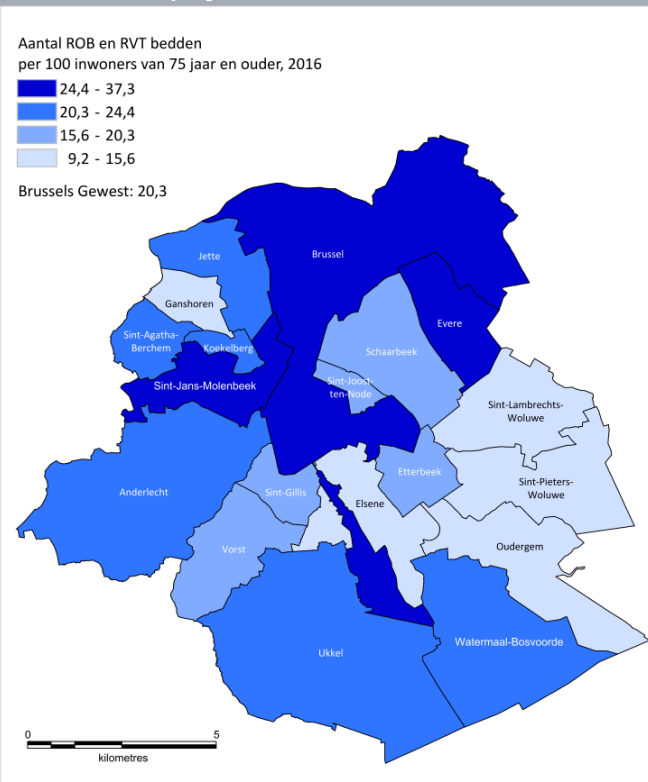 Aantal ROB en RVT bedden
per 100 inwoners van 75 jaar en ouder, 2016
24,4 - 37,3
20,3 - 24,4
15,6 - 20,3
9,2 - 15,6
Brussels Gewest: 20,3
Jette
Brussel
Ganshoren
Evere
Sint-Agatha-
Berchem
Koekelberg
Schaarbeek
Sint-Jans-Molenbeek
Sint-Joost-
ten-Node
Sint-Lambrechts-
Woluwe
Etterbeek
Anderlecht
Sint-Gillis
Elsene
Sint-Pieters-
Woluwe
Vorst
Oudergem
Ukkel
Watermaal-Bosvoorde
0 5
kilometres